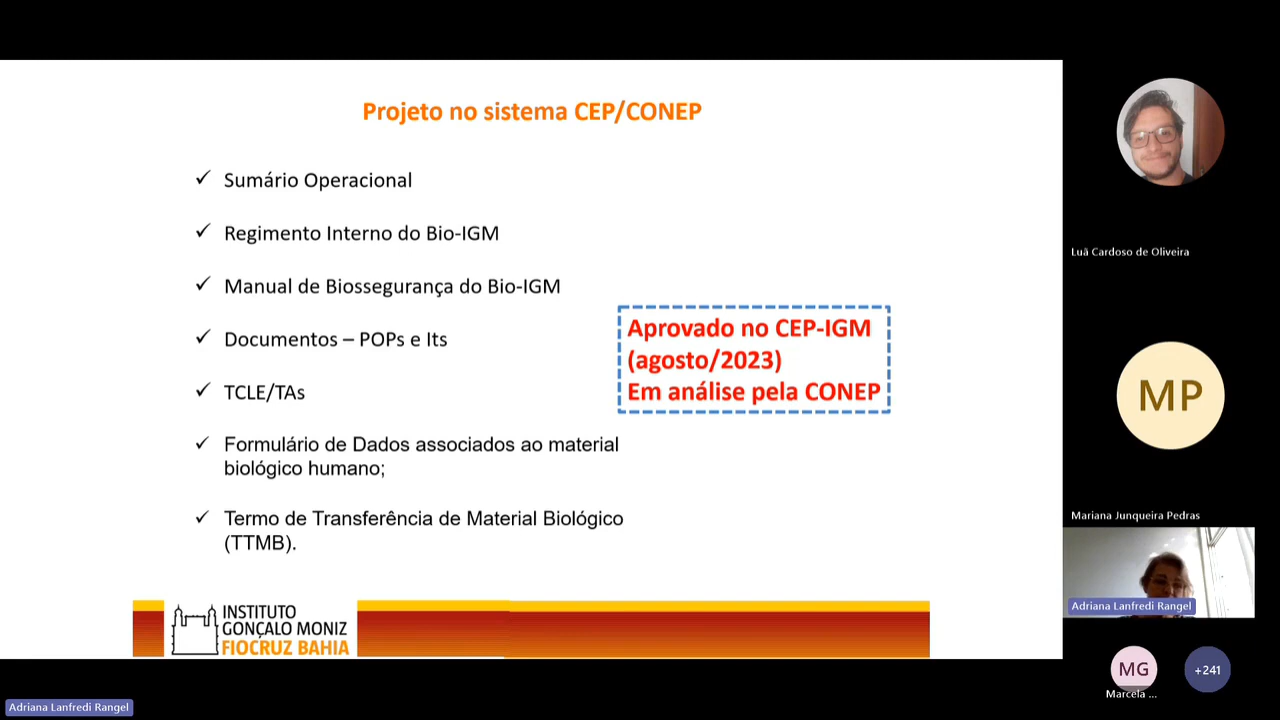 Projeto no sistema CEP/CONEP
✓ Sumário Operacional
✓ Regimento Interno do Bio-IGM
✓ Manual de Biossegurança do Bio-IGM
✓ Documentos – POPs e Its
✓ TCLE/TAs
✓ Formulário de Dados associados ao material
biológico humano;
✓ Termo de Transferência de Material Biológico
(TTMB).
Aprovado no CEP-IGM
(agosto/2023)
Em análise pela CONEP
INSTITUTO
GONÇALO MONIZ
FIOCRUZ BAHIA
Luã Cardoso de Oliveira
MP
Mariana Junqueira Pedras
Adriana Lanfredi Rangel
MG
+241
Marcela ...
Adriana Lanfredi Rangel